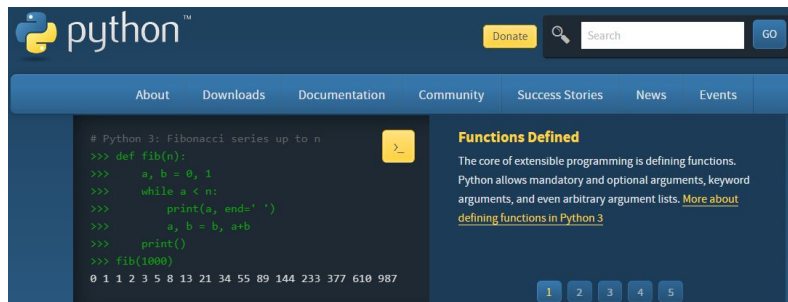 python™
Donate
Search
GO
About Downloads Documentation Community Success Stories News Events
# Python 3: Fibonacci series up to n
>>> def fib(n):
>>>     a, b = 0, 1
>>>     while a < n:
>>>         print(a, end=' ')
>>>         a, b = b, a+b
>>>     print()
>>> fib(1000)
0 1 1 2 3 5 8 13 21 34 55 89 144 233 377 610 987
>_
Functions Defined
The core of extensible programming is defining functions.
Python allows mandatory and optional arguments, keyword
arguments, and even arbitrary argument lists. More about
defining functions in Python 3
1 2 3 4 5